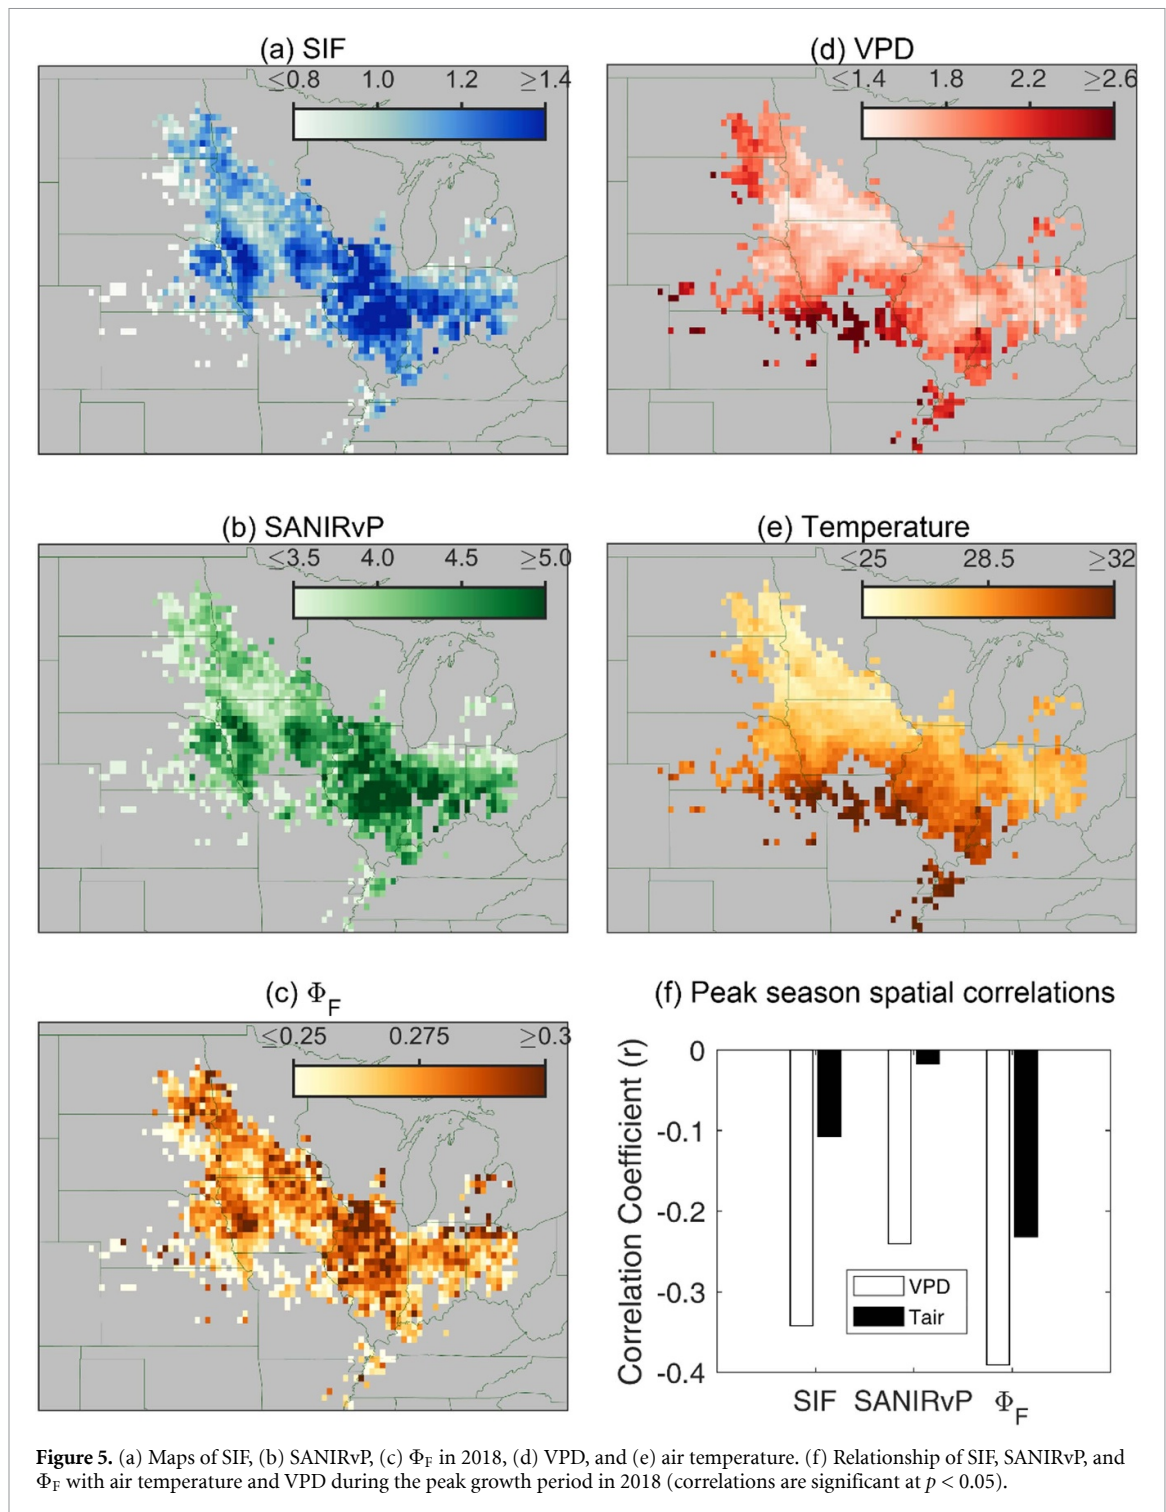 (a) SIF
≤0.8 1.0 1.2 ≥1.4
(d) VPD
≤1.4 1.8 2.2 ≥2.6
(b) SANIRvP
≤3.5 4.0 4.5 ≥5.0
(e) Temperature
≤25 28.5 ≥32
(c) Φ_F
≤0.25 0.275 ≥0.3
(f) Peak season spatial correlations
Correlation Coefficient (r)
0
-0.1
-0.2
-0.3
-0.4
VPD
Tair
SIF SANIRvP Φ_F
Figure 5. (a) Maps of SIF, (b) SANIRvP, (c) Φ_F in 2018, (d) VPD, and (e) air temperature. (f) Relationship of SIF, SANIRvP, and
Φ_F with air temperature and VPD during the peak growth period in 2018 (correlations are significant at p < 0.05).